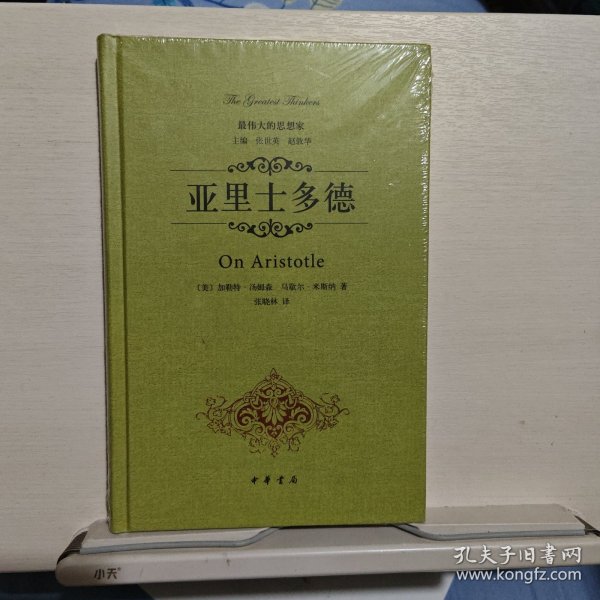 The Greatest Thinkers
最伟大的思想家
主编 张世英 赵敦华
亚里士多德
On Aristotle
〔美〕加勒特·汤姆森 马歇尔·米斯纳 著
张晓林 译
中华书局
小天
孔夫子旧书网
www.kongfz.com